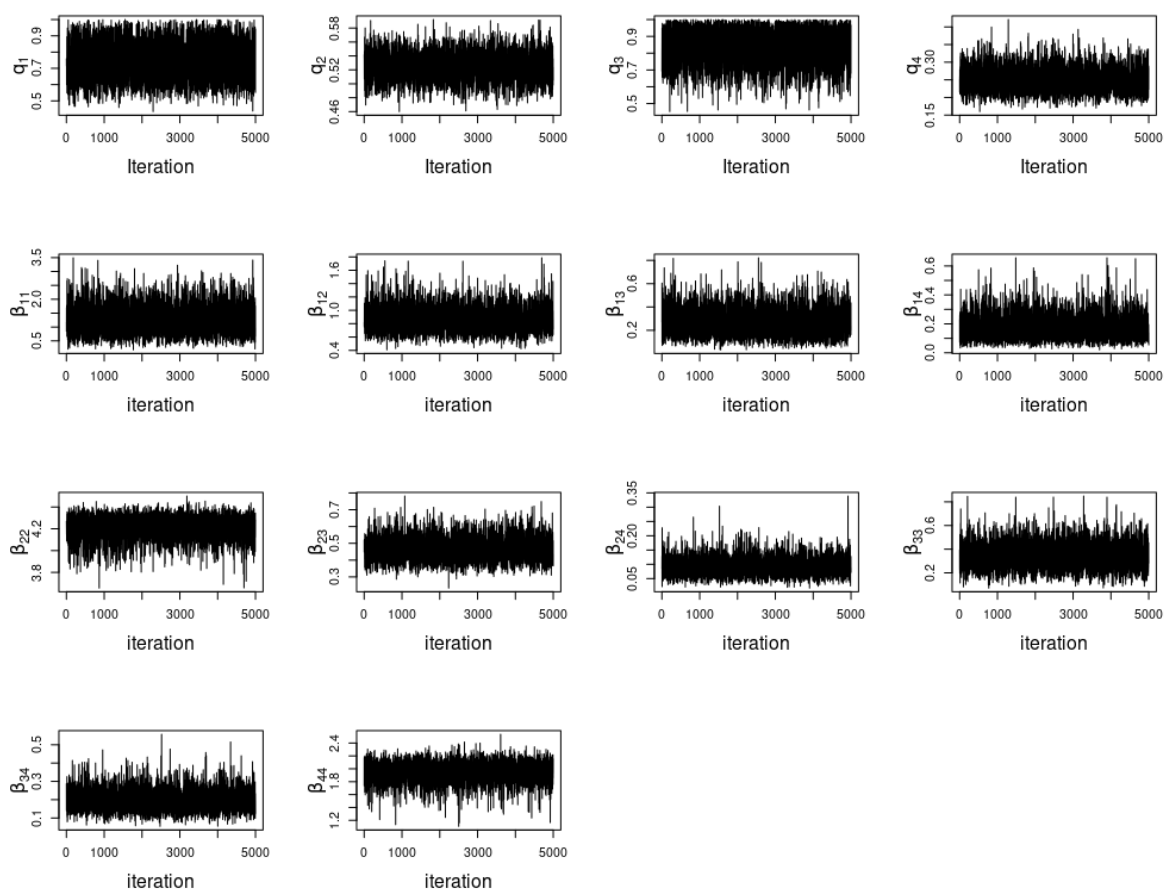 q1 0.5 0.7 0.9
0 1000 3000 5000
Iteration
q2 0.46 0.52 0.58
0 1000 3000 5000
Iteration
q3 0.5 0.7 0.9
0 1000 3000 5000
Iteration
q4 0.15 0.30
0 1000 3000 5000
Iteration
β11 0.5 2.0 3.5
0 1000 3000 5000
iteration
β12 0.4 1.0 1.6
0 1000 3000 5000
iteration
β13 0.2 0.6
0 1000 3000 5000
iteration
β14 0.0 0.2 0.4 0.6
0 1000 3000 5000
iteration
β22 3.8 4.2
0 1000 3000 5000
iteration
β23 0.3 0.5 0.7
0 1000 3000 5000
iteration
β24 0.05 0.20 0.35
0 1000 3000 5000
iteration
β33 0.2 0.6
0 1000 3000 5000
iteration
β34 0.1 0.3 0.5
0 1000 3000 5000
iteration
β44 1.2 1.8 2.4
0 1000 3000 5000
iteration